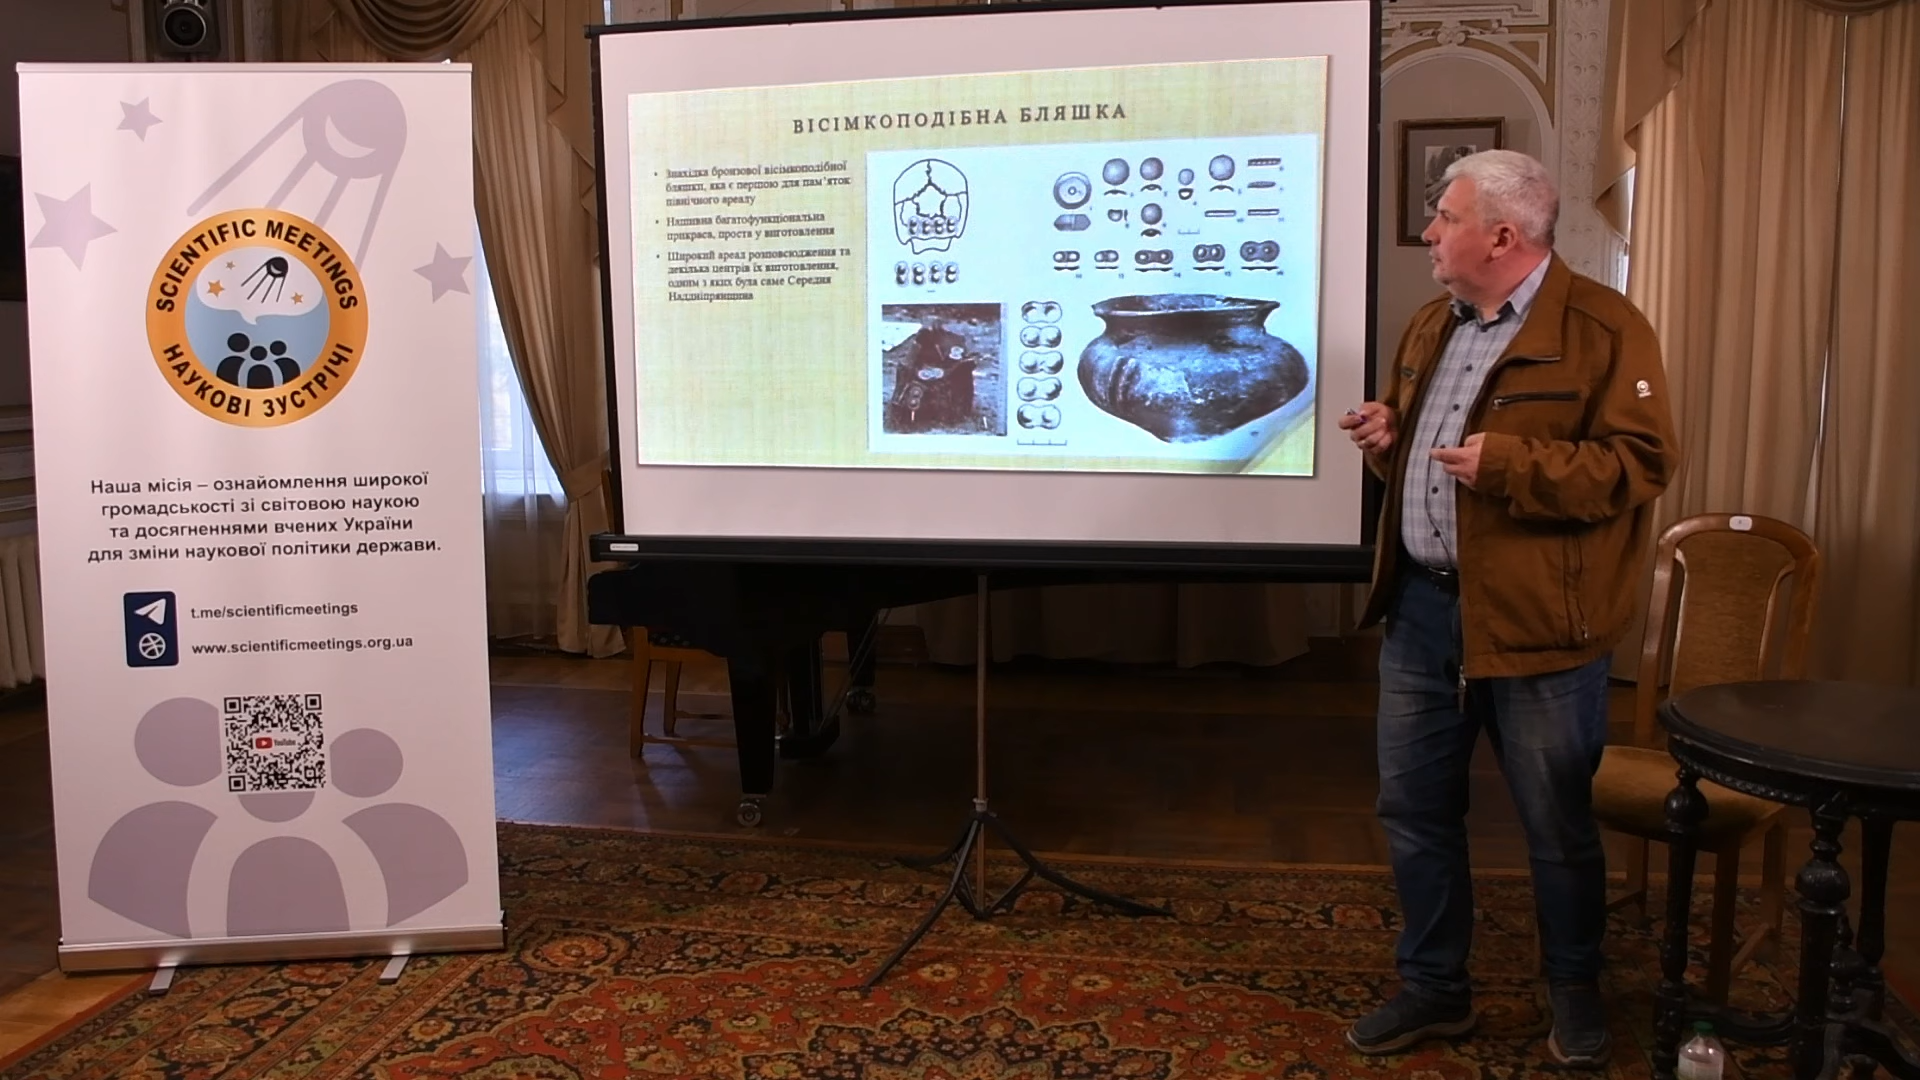 SCIENTIFIC MEETINGS
НАУКОВІ ЗУСТРІЧІ
Наша місія – ознайомлення широкої
громадськості зі світовою наукою
та досягненнями вчених України
для зміни наукової політики держави.
t.me/scientificmeetings
www.scientificmeetings.org.ua
YouTube
ВІСІМКОПОДІБНА БЛЯШКА
• Знахідка бронзової вісімкоподібної
бляшки, яка є першою для пам'яток
північного ареалу
• Нашивна багатофункціональна
прикраса, проста у виготовлення
• Широкий ареал розповсюдження та
декілька центрів їх виготовлення,
одним з яких була саме Середня
Наддніпрянщина